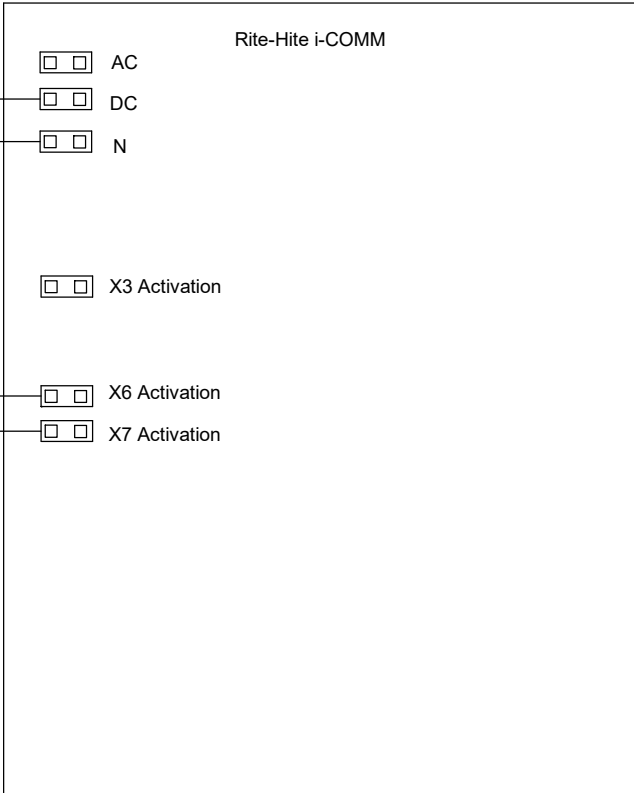 Rite-Hite i-COMM
AC
DC
N
X3 Activation
X6 Activation
X7 Activation